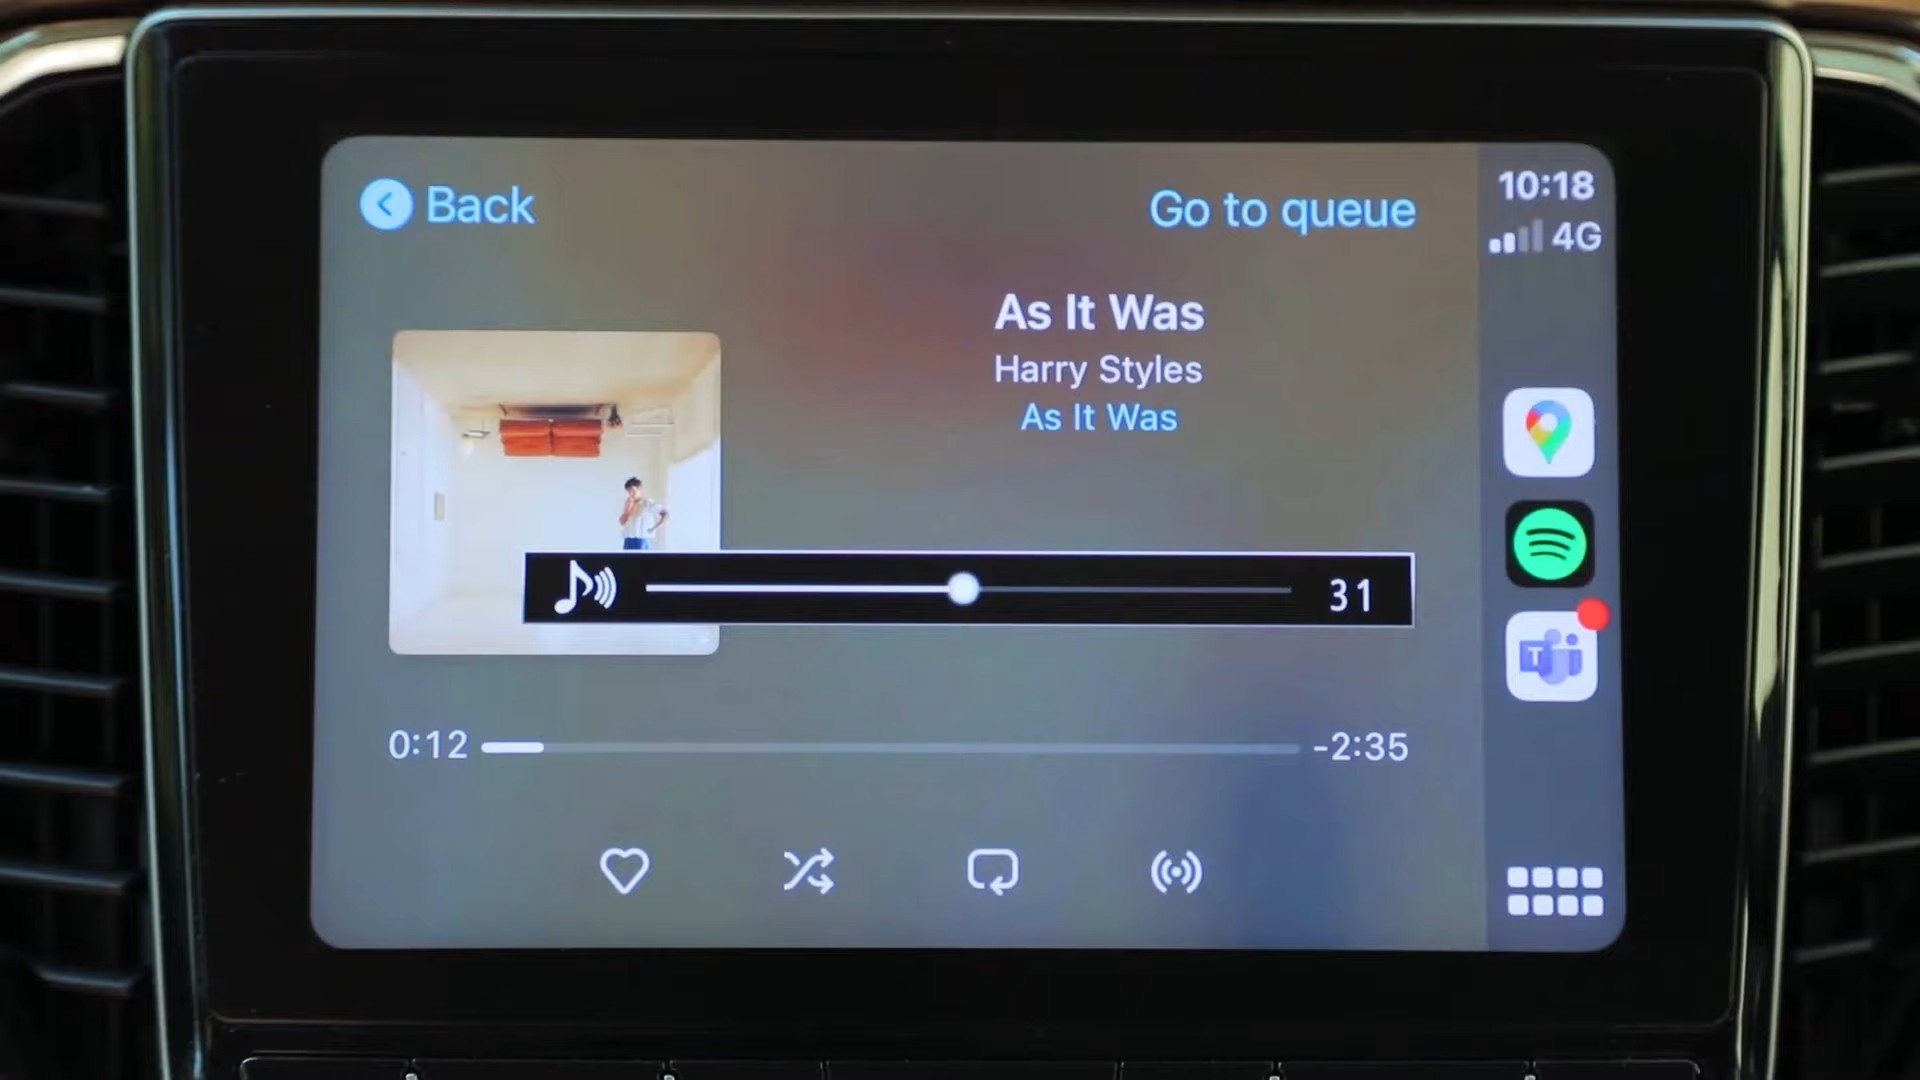 Back
Go to queue
10:18
4G
As It Was
Harry Styles
As It Was
31
T
0:12
-2:35